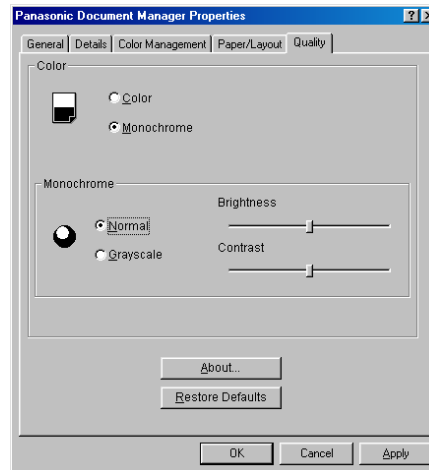 Panasonic Document Manager Properties
General Details Color Management Paper/Layout Quality
Color
Color
Monochrome
Monochrome
Normal
Grayscale
Brightness
Contrast
About...
Restore Defaults
OK Cancel Apply